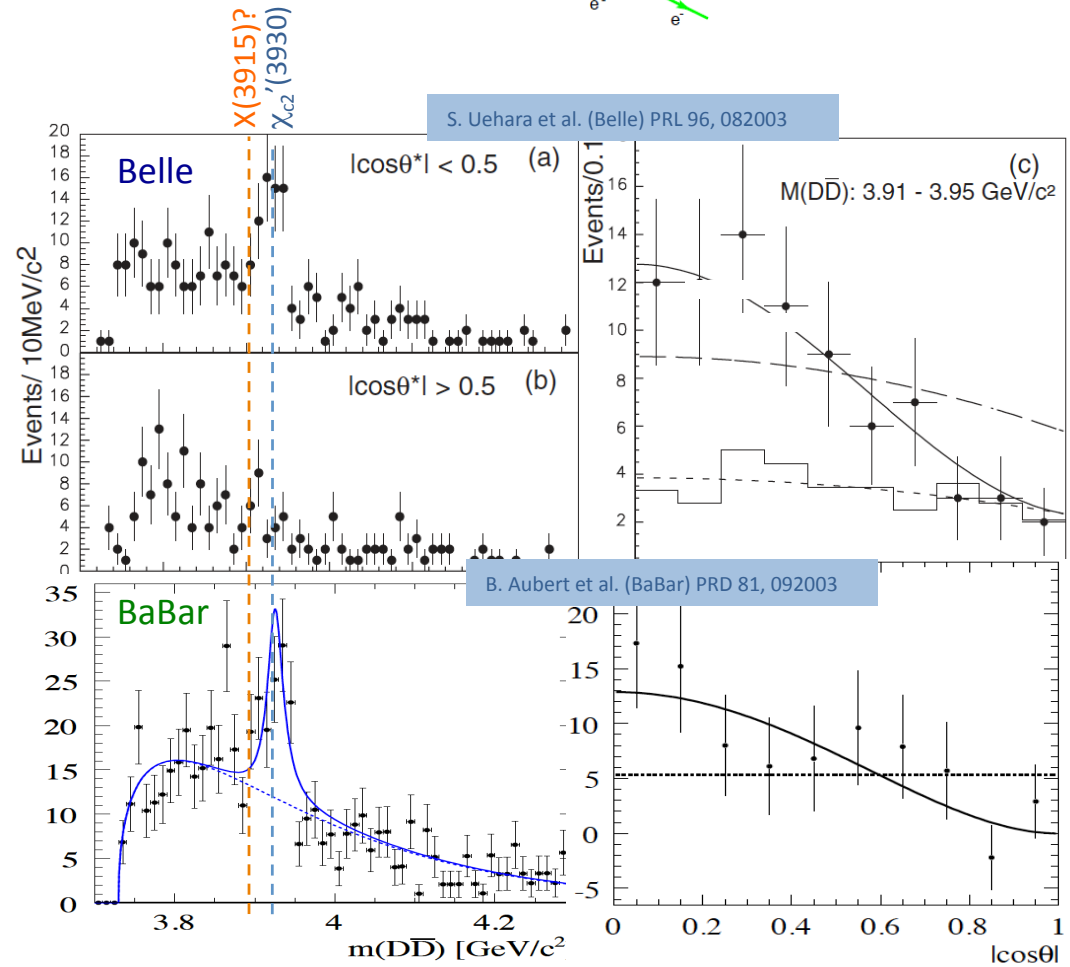 e⁺
e⁻
X(3915)?
χc2'(3930)
S. Uehara et al. (Belle) PRL 96, 082003
Belle
|cosθ*| < 0.5
(a)
Events/ 10MeV/c²
20
18
16
14
12
10
8
6
4
2
0
|cosθ*| > 0.5
(b)
16
14
12
10
8
6
4
2
0
Events/0.1
(c)
M(DD̅): 3.91 - 3.95 GeV/c²
16
14
10
8
6
4
2
B. Aubert et al. (BaBar) PRD 81, 092003
BaBar
35
30
25
20
15
10
5
0
3.8
4
4.2
m(DD̅) [GeV/c²
20
15
10
5
0
-5
0
0.2
0.4
0.6
0.8
1
|cosθ|